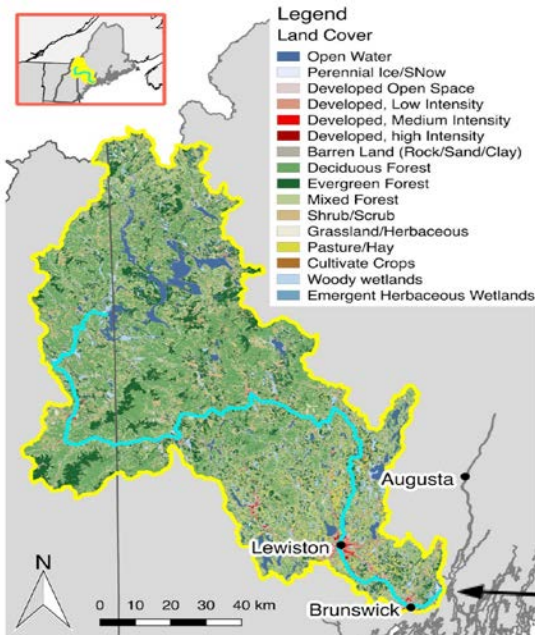 Legend
Land Cover
Open Water
Perennial Ice/SNow
Developed Open Space
Developed, Low Intensity
Developed, Medium Intensity
Developed, high Intensity
Barren Land (Rock/Sand/Clay)
Deciduous Forest
Evergreen Forest
Mixed Forest
Shrub/Scrub
Grassland/Herbaceous
Pasture/Hay
Cultivate Crops
Woody wetlands
Emergent Herbaceous Wetlands
Augusta
Lewiston
Brunswick
N
0 10 20 30 40 km